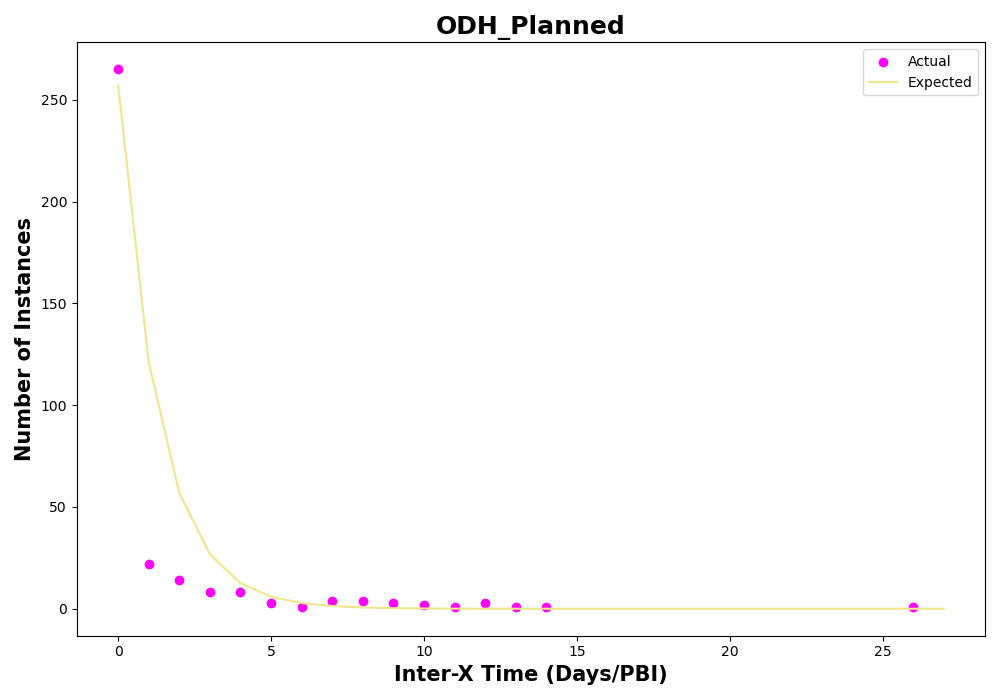 ODH_Planned
Actual
Expected
Number of Instances
250
200
150
100
50
0
0 5 10 15 20 25
Inter-X Time (Days/PBI)